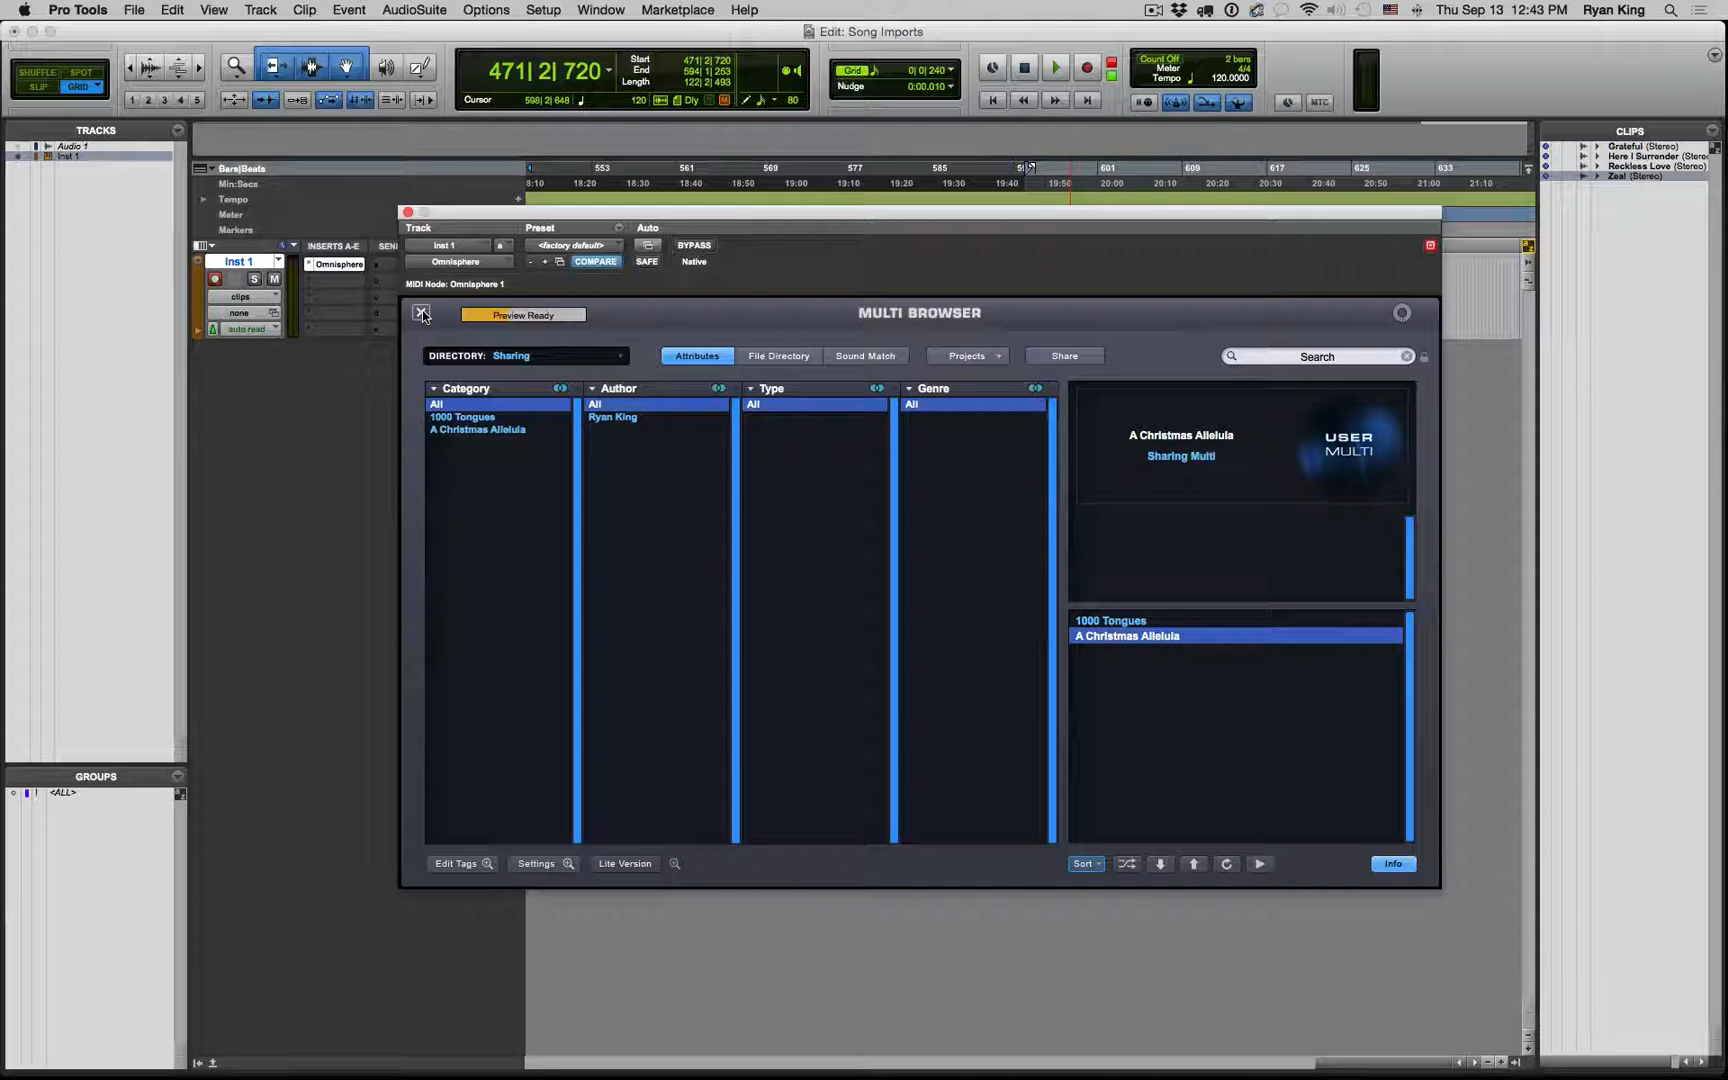 Pro Tools File Edit View Track Clip Event AudioSuite Options Setup Window Marketplace Help Thu Sep 13 12:43 PM Ryan King
Edit: Song Imports
SHUFFLE SPOT
SLIP GRID
1 2 3 4 5
471| 2| 720
Start 471| 2| 720
End 594| 1| 253
Length 122| 2| 493
Cursor 598| 2| 648 120 Dly M 80
Grid 0| 0| 240
Nudge 0:00.010
Count Off 2 bars
Meter 4/4
Tempo 120.0000
MTC
TRACKS
Audio 1
Inst 1
GROUPS
! <ALL>
CLIPS
Grateful (Stereo)
Here I Surrender (Stereo
Reckless Love (Stereo)
Zeal (Stereo)
Bars|Beats 553 561 569 577 585 601 609 617 625 633
Min:Secs 8:10 18:20 18:30 18:40 18:50 19:00 19:10 19:20 19:30 19:40 19:50 20:00 20:10 20:20 20:30 20:40 20:50 21:00 21:10
Tempo
Meter
Markers
INSERTS A-E SEN
Inst 1 Omnisphere
S M
clips
none
auto read
a
b
c
d
e
Track Preset Auto
Inst 1 a <factory default> BYPASS
Omnisphere - + COMPARE SAFE Native
MIDI Node: Omnisphere 1
Preview Ready MULTI BROWSER
DIRECTORY: Sharing Attributes File Directory Sound Match Projects Share Search
Category Author Type Genre
All All All All
1000 Tongues Ryan King
A Christmas Alleluia
A Christmas Alleluia
Sharing Multi
USER
MULTI
1000 Tongues
A Christmas Alleluia
Edit Tags Settings Lite Version Sort Info